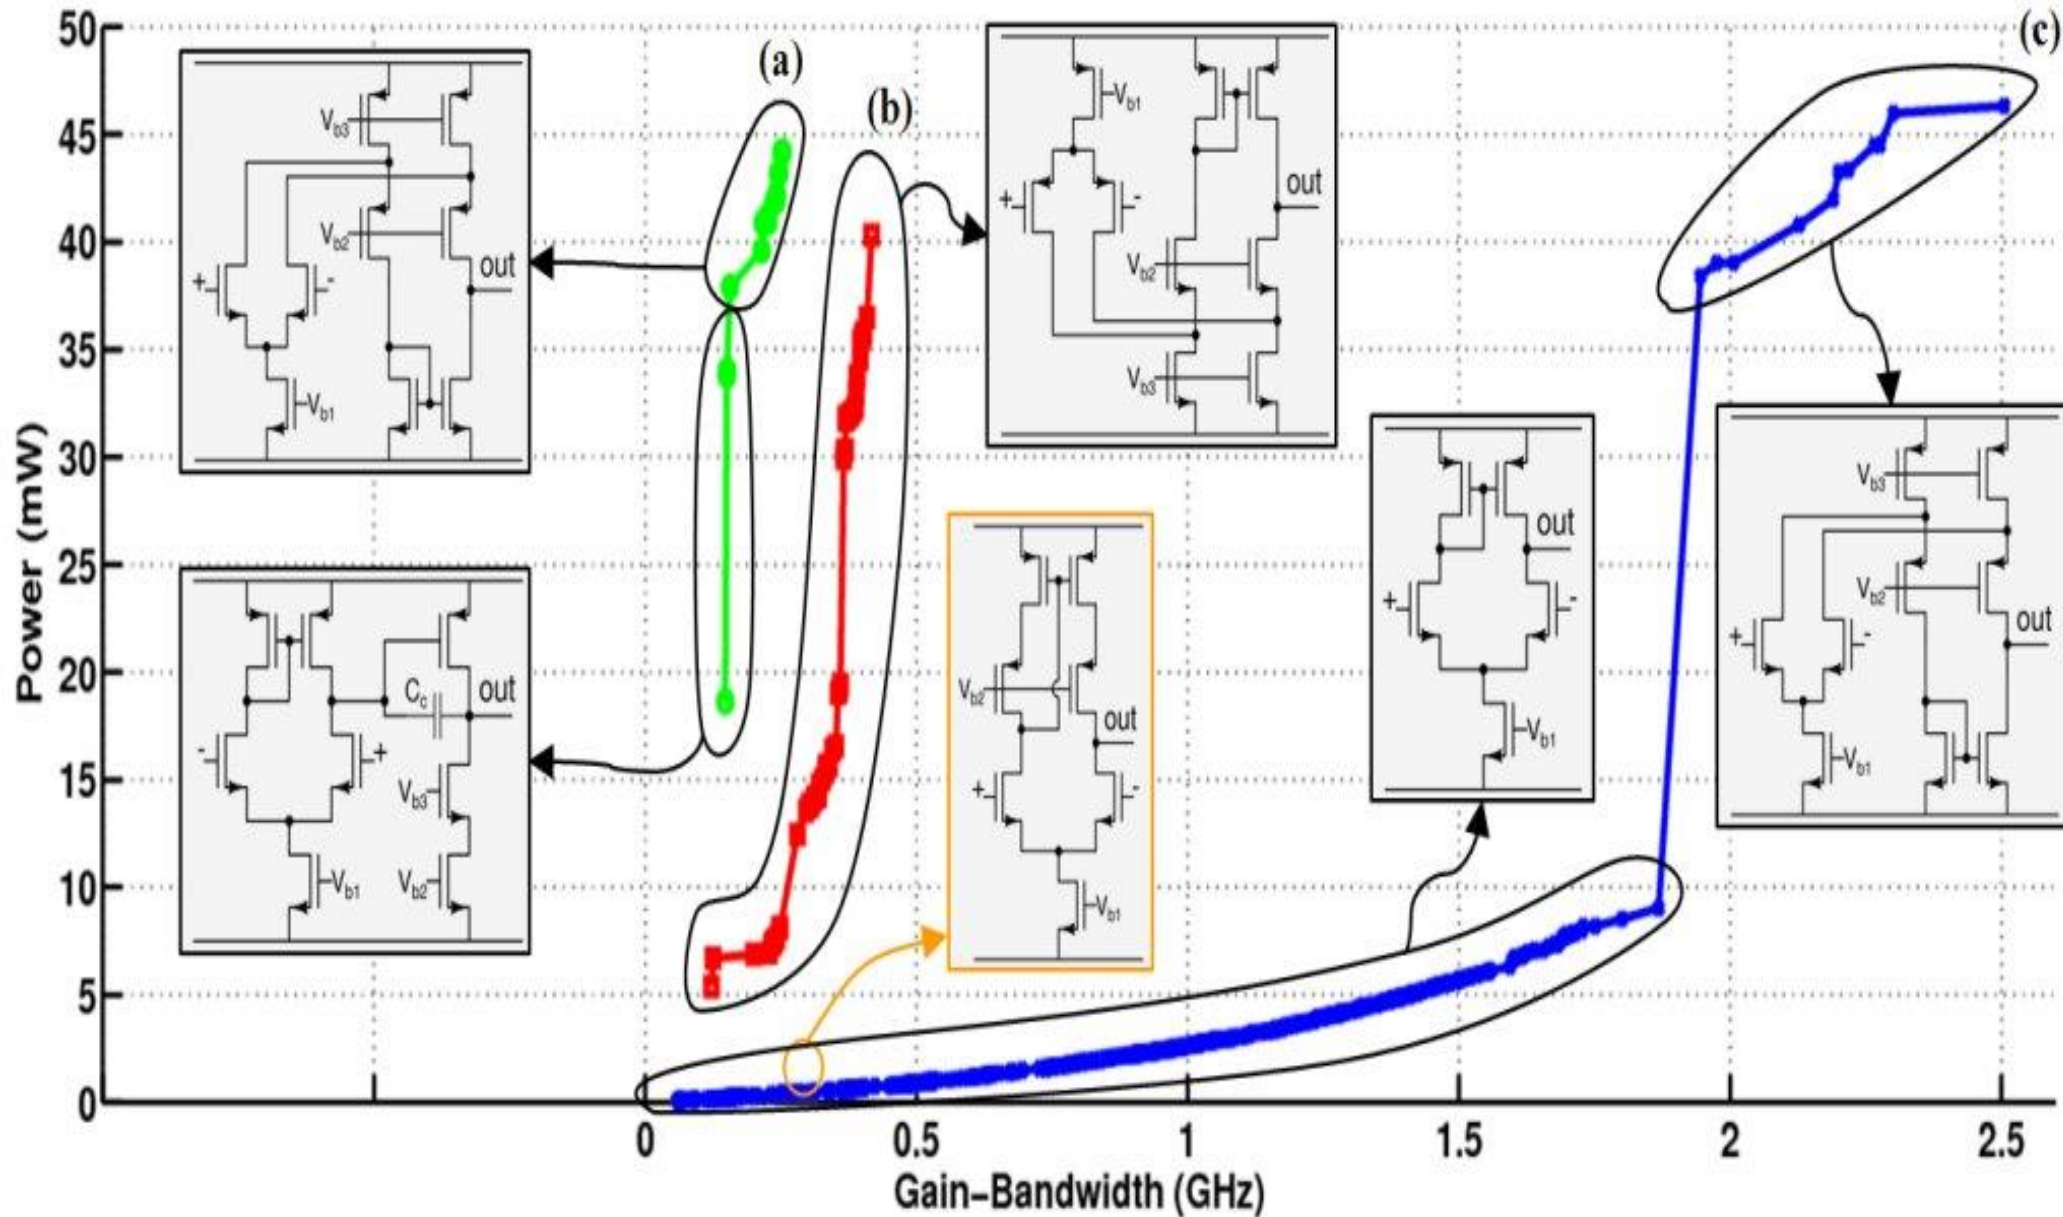 50
45
40
35
30
25
20
15
10
5
0
Power (mW)
0
0.5
1
1.5
2
2.5
Gain–Bandwidth (GHz)
(a)
(b)
(c)
Vb3
Vb2
out
+
-
Vb1
Vb1
out
+
-
Vb2
Vb3
Cc
out
-
+
Vb3
Vb1
Vb2
Vb2
out
+
-
Vb1
out
+
-
Vb1
Vb3
Vb2
out
+
-
Vb1